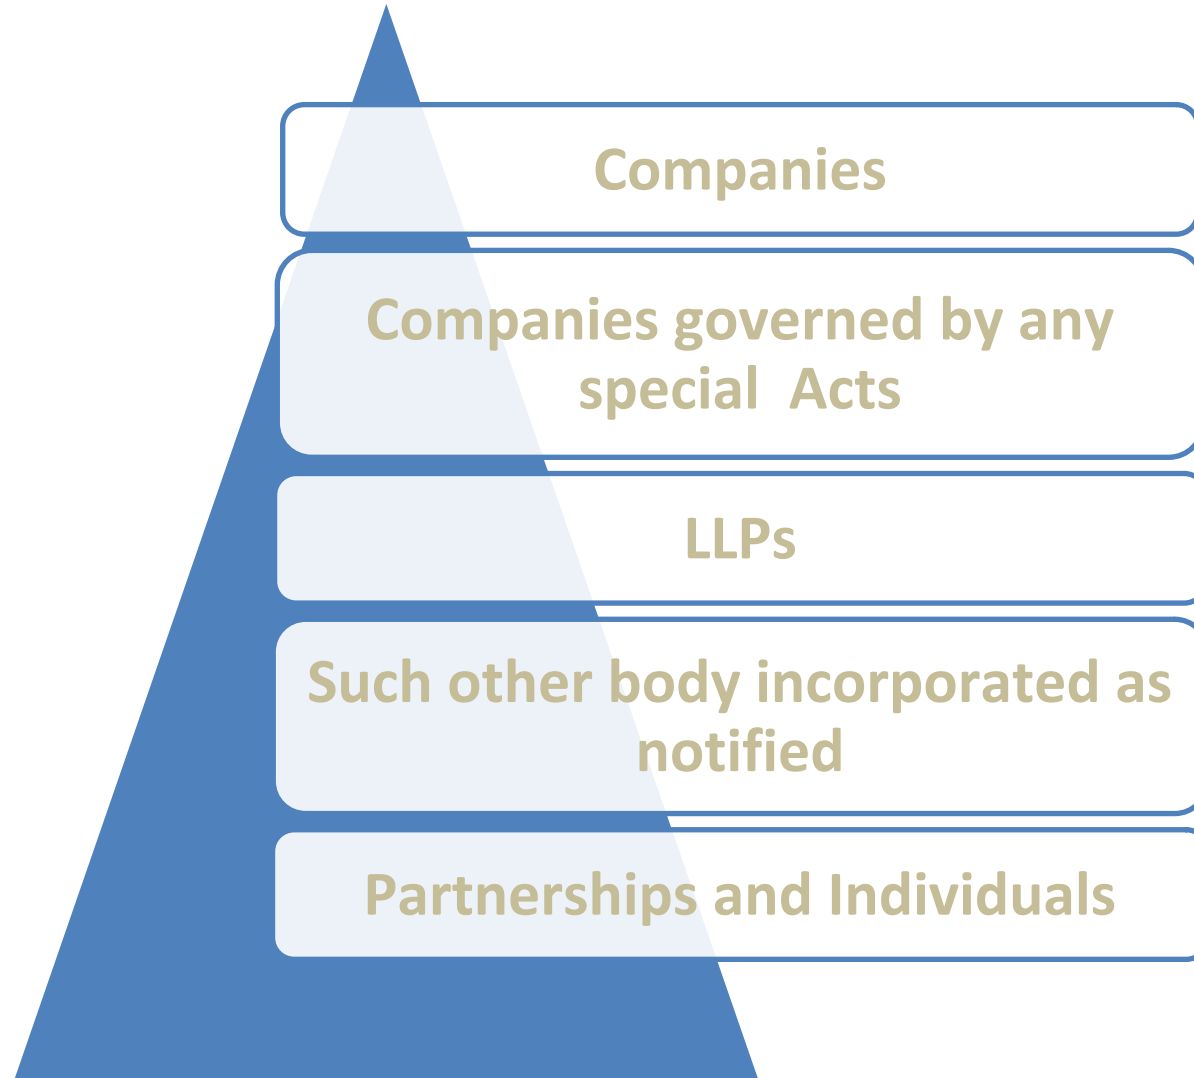 Companies
Companies governed by any
special  Acts
LLPs
Such other body incorporated as
notified
Partnerships and Individuals